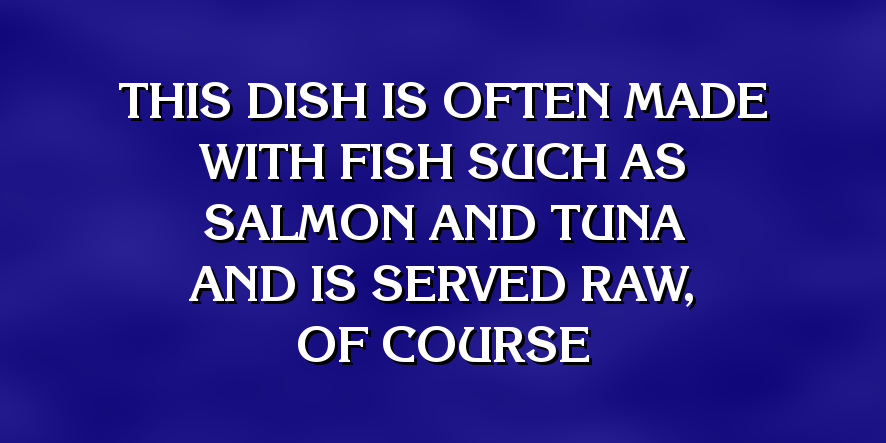 THIS DISH IS OFTEN MADE
WITH FISH SUCH AS
SALMON AND TUNA
AND IS SERVED RAW,
OF COURSE